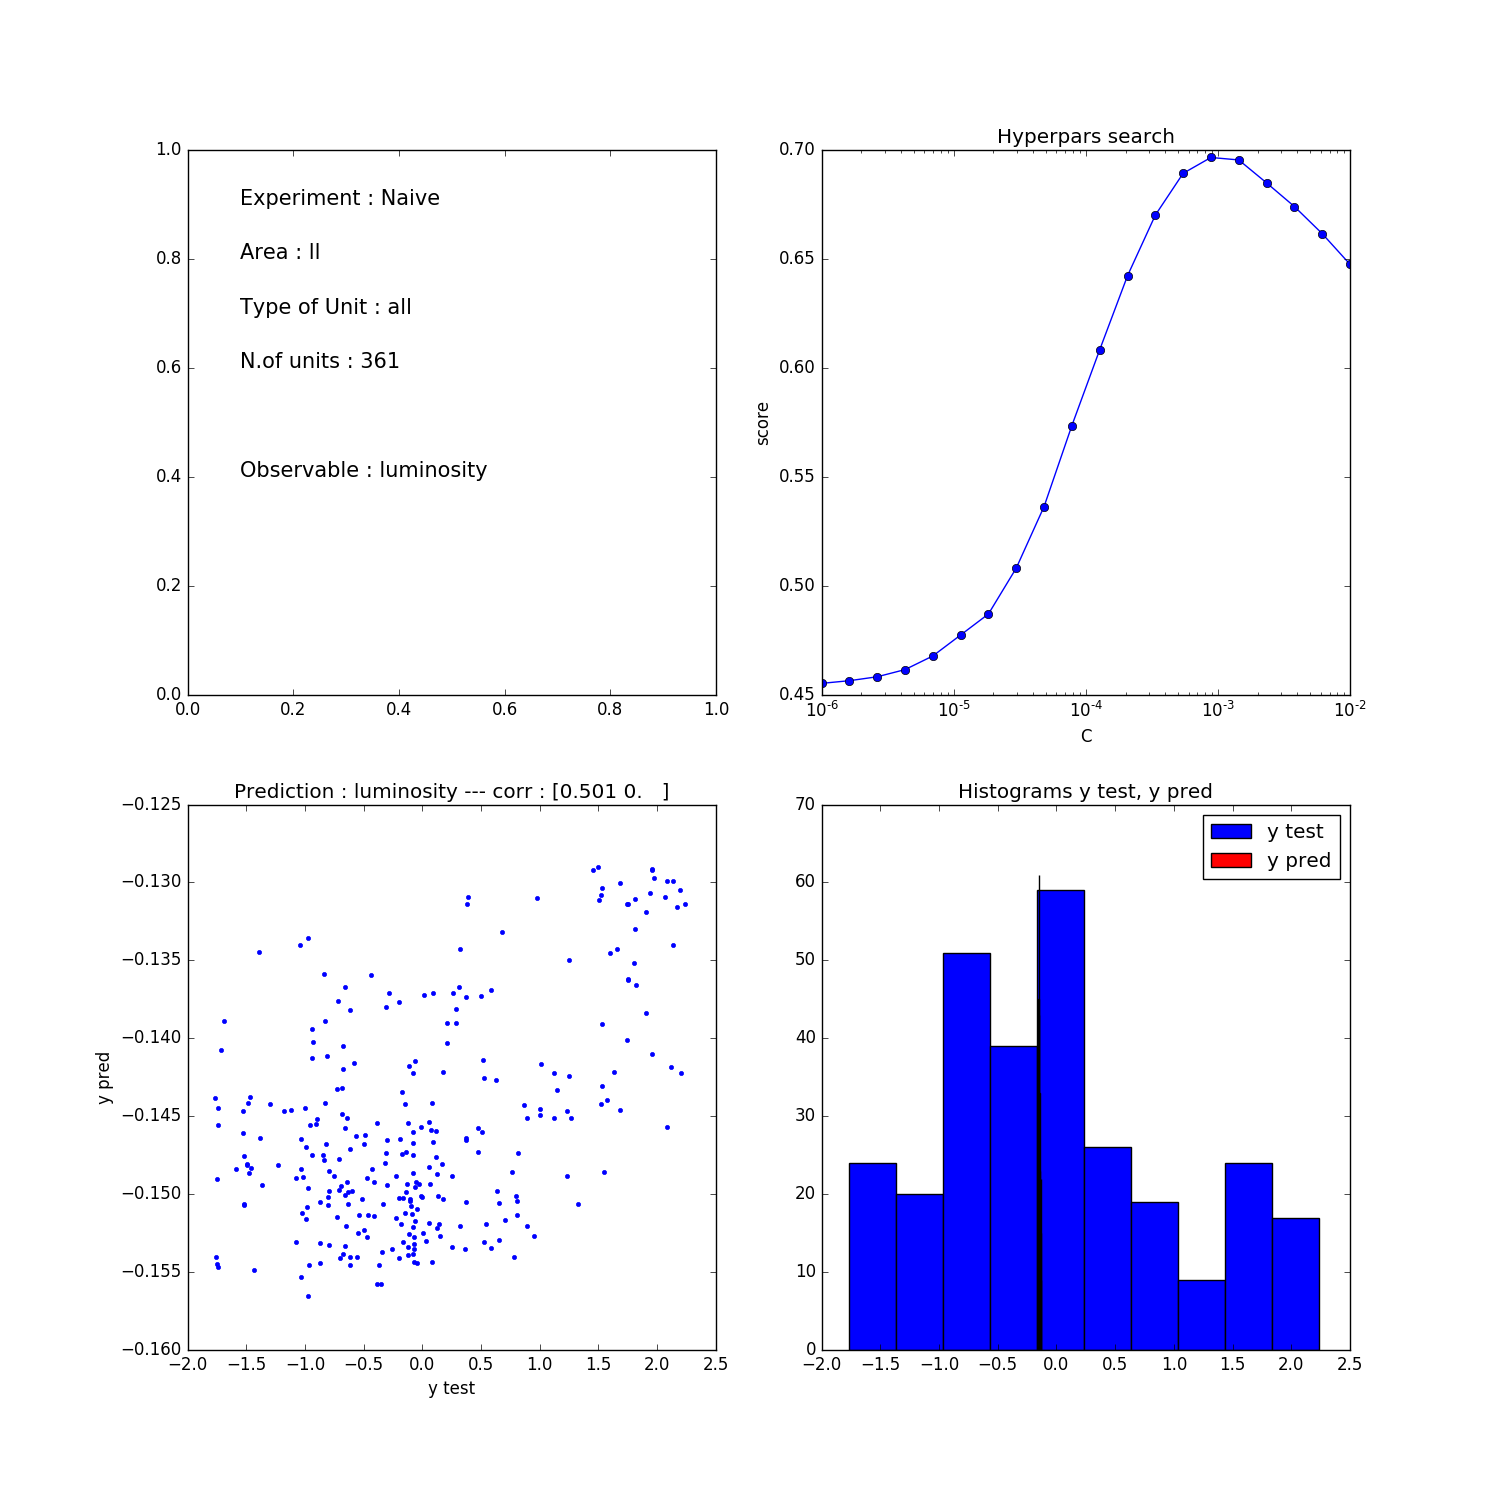 1.0
0.8
0.6
0.4
0.2
0.0
Experiment : Naive
Area : ll
Type of Unit : all
N.of units : 361
Observable : luminosity
0.0 0.2 0.4 0.6 0.8 1.0
Hyperpars search
0.70
0.65
0.60
0.55
0.50
0.45
score
10-6 10-5 10-4 10-3 10-2
C
Prediction : luminosity --- corr : [0.501 0. ]
−0.125
−0.130
−0.135
−0.140
−0.145
−0.150
−0.155
−0.160
y pred
−2.0 −1.5 −1.0 −0.5 0.0 0.5 1.0 1.5 2.0 2.5
y test
Histograms y test, y pred
70
60
50
40
30
20
10
0
y test
y pred
−2.0 −1.5 −1.0 −0.5 0.0 0.5 1.0 1.5 2.0 2.5